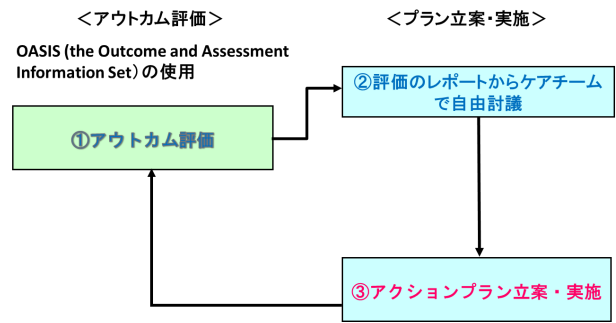 ＜アウトカム評価＞
＜プラン立案・実施＞
OASIS (the Outcome and Assessment
Information Set）の使用
①アウトカム評価
②評価のレポートからケアチーム
で自由討議
③アクションプラン立案・実施